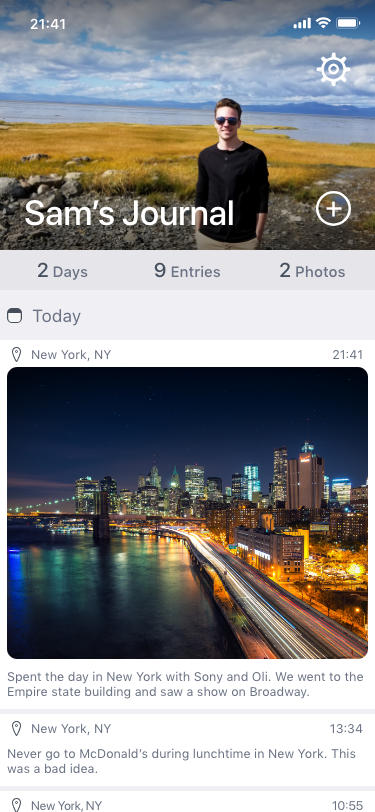 21:41
Sam's Journal
2 Days 9 Entries 2 Photos
Today
New York, NY 21:41
Spent the day in New York with Sony and Oli. We went to the
Empire state building and saw a show on Broadway.
New York, NY 13:34
Never go to McDonald's during lunchtime in New York. This
was a bad idea.
New York, NY 10:55